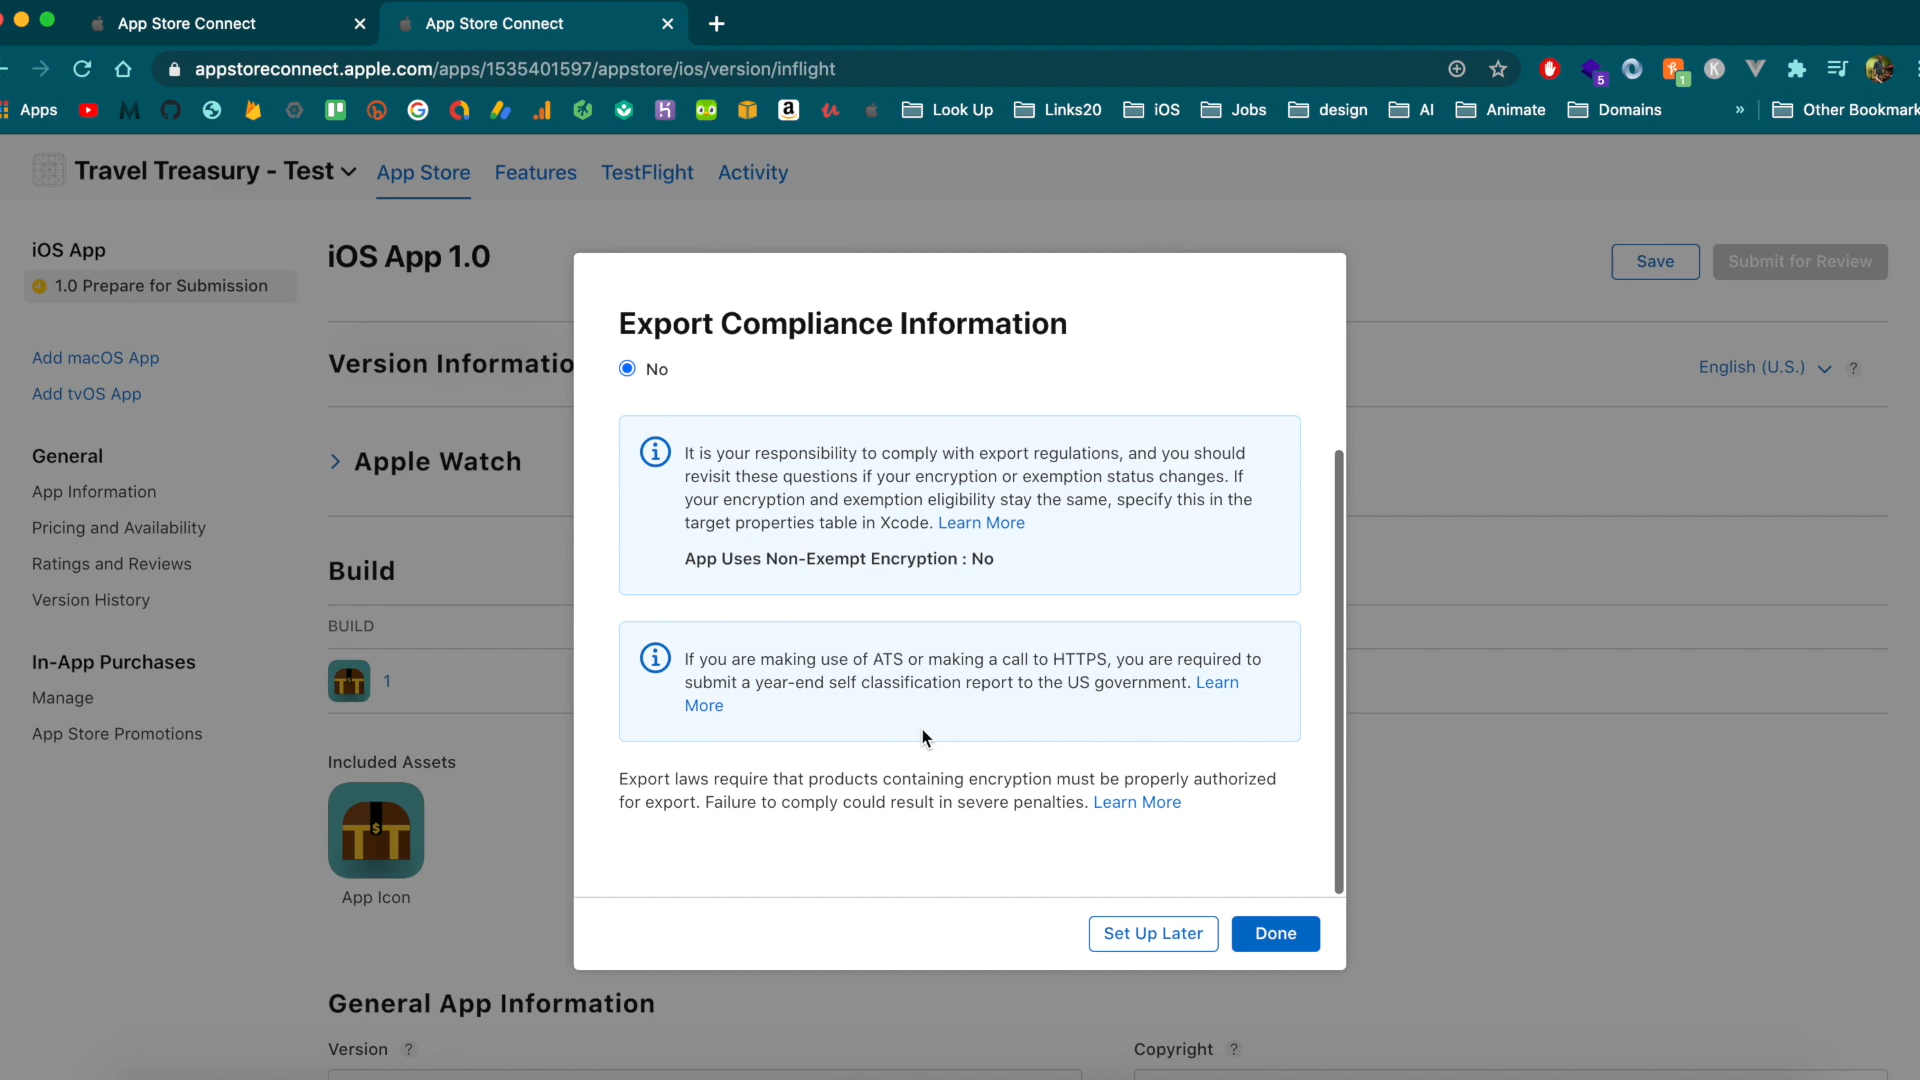 App Store Connect
App Store Connect
appstoreconnect.apple.com/apps/1535401597/appstore/ios/version/inflight
5
1
K
Apps
Look Up
Links20
iOS
Jobs
design
AI
Animate
Domains
»
Other Bookmark
Travel Treasury - Test
App Store
Features
TestFlight
Activity
iOS App
1.0 Prepare for Submission
Add macOS App
Add tvOS App
General
App Information
Pricing and Availability
Ratings and Reviews
Version History
In-App Purchases
Manage
App Store Promotions
iOS App 1.0
Save
Submit for Review
Version Informatio
English (U.S.)
?
Apple Watch
Build
BUILD
1
Included Assets
App Icon
General App Information
Version ?
Copyright ?
Export Compliance Information
No
It is your responsibility to comply with export regulations, and you should
revisit these questions if your encryption or exemption status changes. If
your encryption and exemption eligibility stay the same, specify this in the
target properties table in Xcode. Learn More
App Uses Non-Exempt Encryption : No
If you are making use of ATS or making a call to HTTPS, you are required to
submit a year-end self classification report to the US government. Learn
More
Export laws require that products containing encryption must be properly authorized
for export. Failure to comply could result in severe penalties. Learn More
Set Up Later
Done